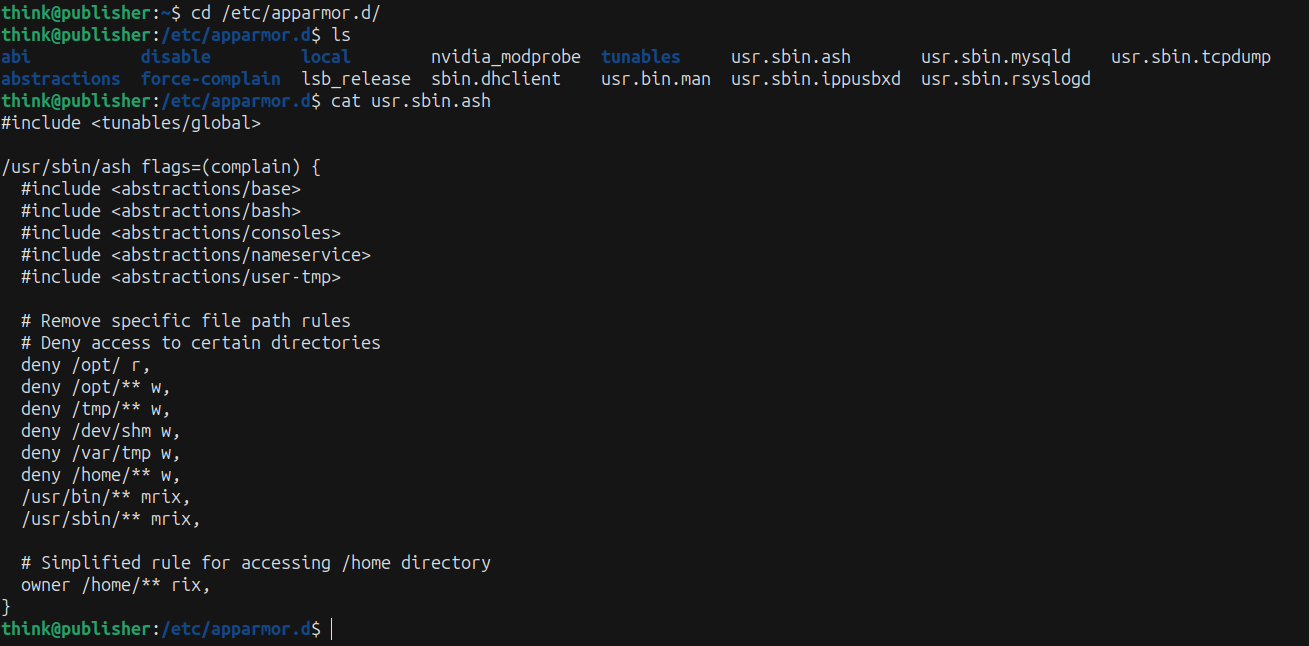 think@publisher:~$ cd /etc/apparmor.d/
think@publisher:/etc/apparmor.d$ ls
abi           disable        local        nvidia_modprobe  tunables     usr.sbin.ash        usr.sbin.mysqld     usr.sbin.tcpdump
abstractions  force-complain  lsb_release  sbin.dhclient    usr.bin.man  usr.sbin.ippusbxd  usr.sbin.rsyslogd
think@publisher:/etc/apparmor.d$ cat usr.sbin.ash
#include <tunables/global>

/usr/sbin/ash flags=(complain) {
  #include <abstractions/base>
  #include <abstractions/bash>
  #include <abstractions/consoles>
  #include <abstractions/nameservice>
  #include <abstractions/user-tmp>

  # Remove specific file path rules
  # Deny access to certain directories
  deny /opt/ r,
  deny /opt/** w,
  deny /tmp/** w,
  deny /dev/shm w,
  deny /var/tmp w,
  deny /home/** w,
  /usr/bin/** mrix,
  /usr/sbin/** mrix,

  # Simplified rule for accessing /home directory
  owner /home/** rix,
}
think@publisher:/etc/apparmor.d$